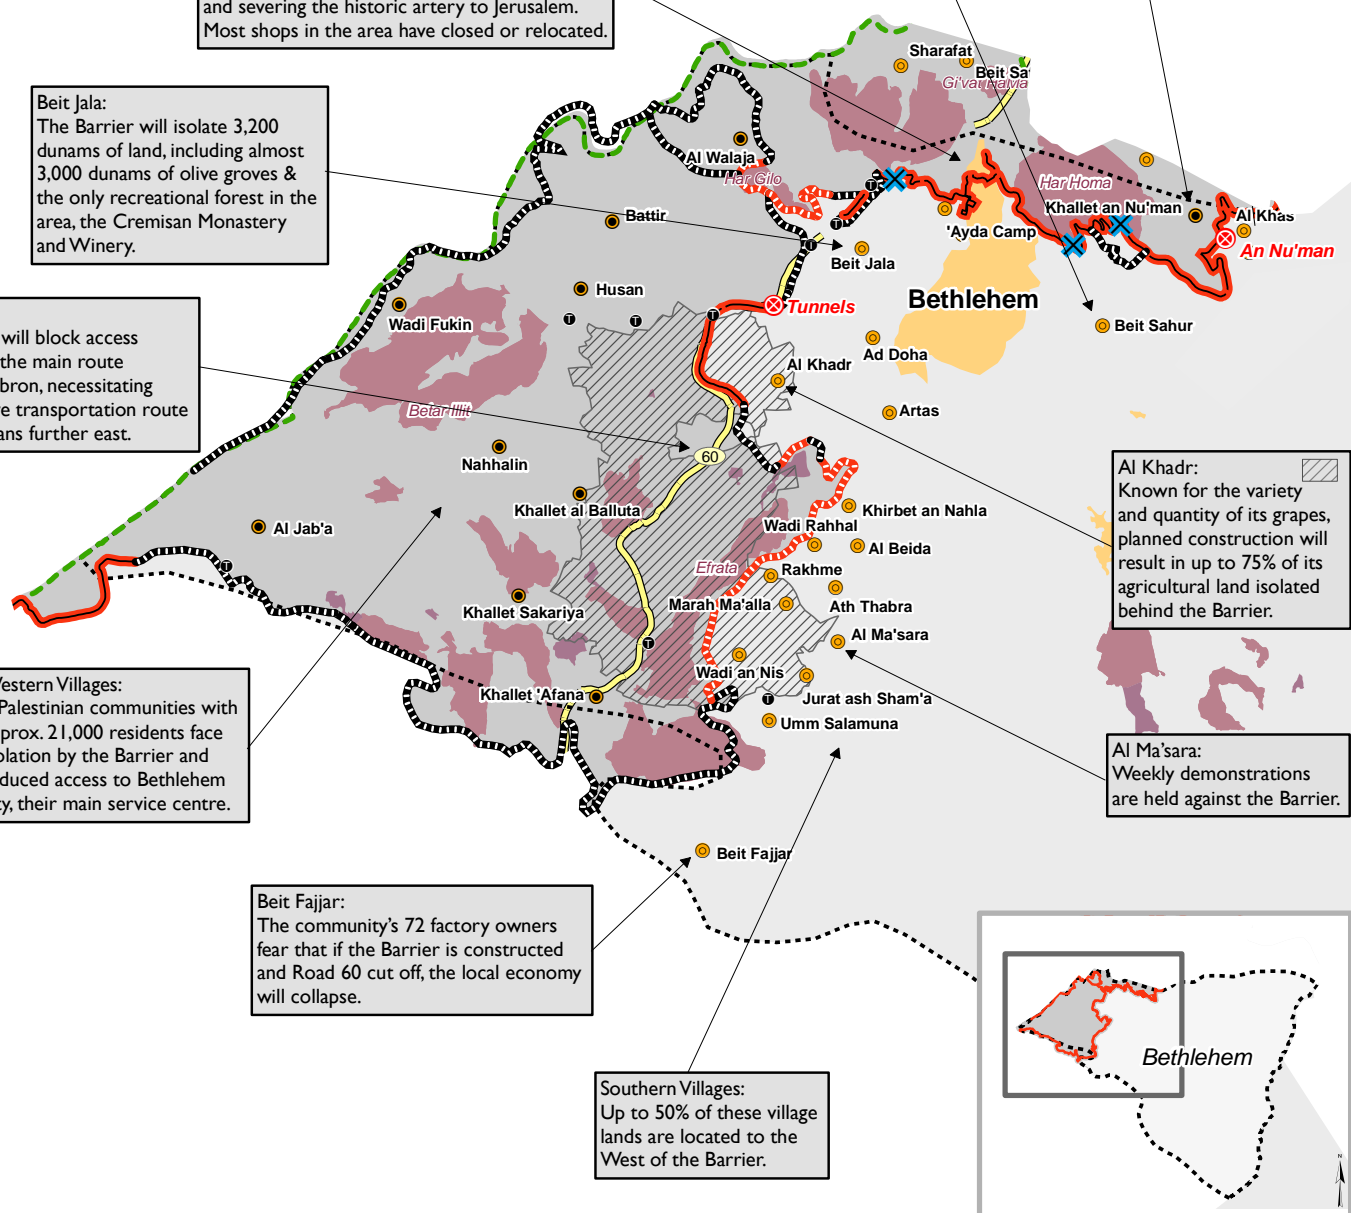 and severing the historic artery to Jerusalem.
Most shops in the area have closed or relocated.
Sharafat
Gi'vat
Beit Jala:
The Barrier will isolate 3,200
dunams of land, including almost
3,000 dunams of olive groves &
the only recreational forest in the
area, the Cremisan Monastery
and Winery.
Al Walaja
Har Gilo
Har Homa
Khallet an Nu'man
Al Khas
An Nu'man
Battir
'Ayda Camp
Beit Jala
Husan
Bethlehem
Tunnels
Wadi Fukin
Beit Sahur
will block access
the main route
bron, necessitating
e transportation route
ans further east.
Ad Doha
Al Khadr
Betar Illit
Artas
60
Nahhalin
Al Khadr:
Known for the variety
and quantity of its grapes,
planned construction will
result in up to 75% of its
agricultural land isolated
behind the Barrier.
Khallet al Balluta
Khirbet an Nahla
Al Jab'a
Wadi Rahhal
Al Beida
Efrata
Rakhme
Khallet Sakariya
Marah Ma'alla
Ath Thabra
Al Ma'sara
Wadi an Nis
Khallet 'Afana
Jurat ash Sham'a
Umm Salamuna
estern Villages:
Palestinian communities with
prox. 21,000 residents face
olation by the Barrier and
duced access to Bethlehem
y, their main service centre.
Al Ma'sara:
Weekly demonstrations
are held against the Barrier.
Beit Fajjar
Beit Fajjar:
The community's 72 factory owners
fear that if the Barrier is constructed
and Road 60 cut off, the local economy
will collapse.
Southern Villages:
Up to 50% of these village
lands are located to the
West of the Barrier.
Bethlehem
N
T
T
T
T
T
T
T
T
T